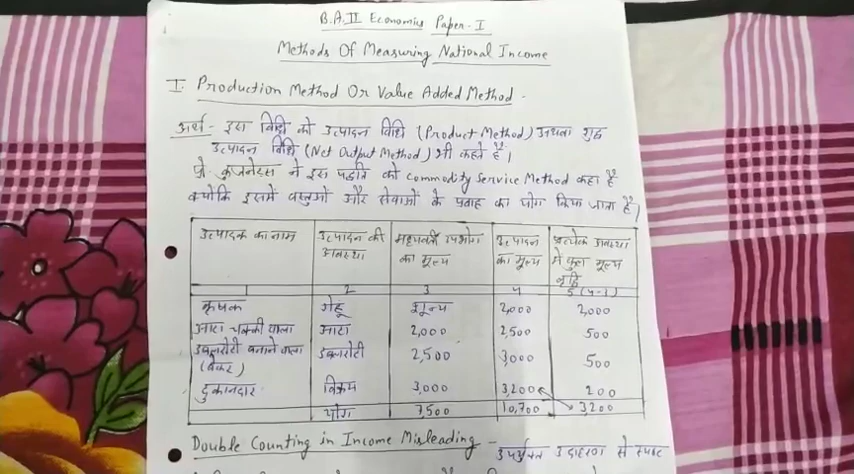 B.A.II Economics Paper-I
Methods Of Measuring National Income
I. Production Method Or Value Added Method.
अर्थ - इस विधि को उत्पादन विधि (Product Method) अथवा शुद्ध
उत्पादन विधि (Net Output Method) भी कहते हैं।
प्रो. कुजनेट्स ने इस पद्धति को Commodity Service Method कहा है
क्योंकि इसमें वस्तुओं और सेवाओं के प्रवाह का योग किया जाता है।
उत्पादक का नाम उत्पादन की अवस्था मध्यवर्ती उपभोग का मूल्य उत्पादन का मूल्य प्रत्येक अवस्था में कुल मूल्य वृद्धि
1 2 3 4 5 (4-3)
कृषक गेहू शून्य 2,000 2,000
आटा चक्की वाला आटा 2,000 2,500 500
डबलरोटी बनाने वाला (बेकर) डबलरोटी 2,500 3,000 500
दुकानदार विक्रय 3,000 3,200 200
योग 7,500 10,700 3,200
Double Counting in Income Misleading - उपर्युक्त उदाहरण से स्पष्ट